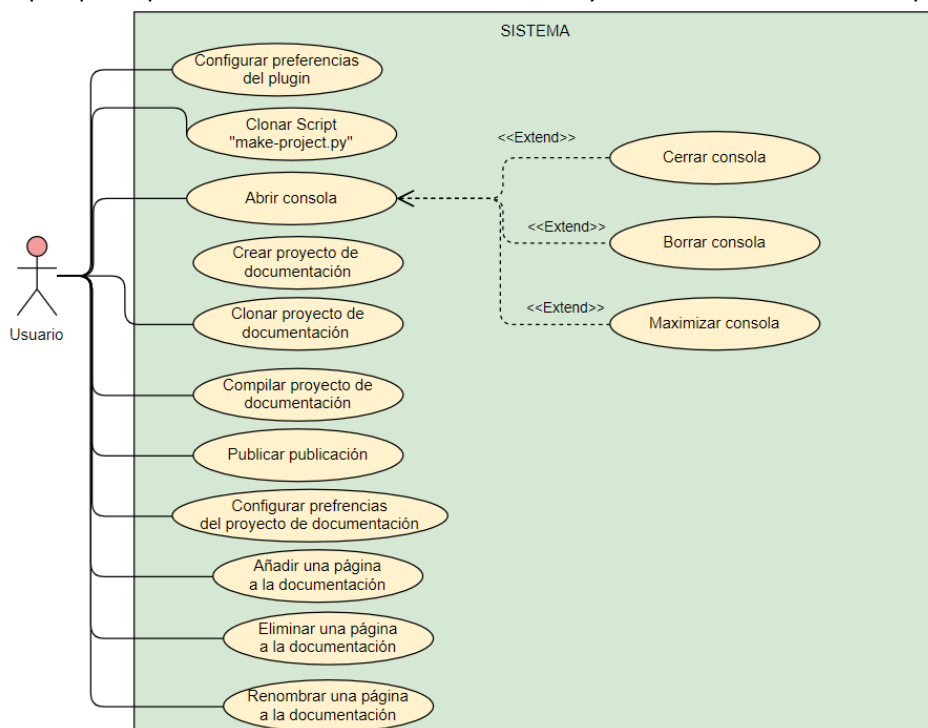 SISTEMA
Configurar preferencias
del plugin
Clonar Script
"make-project.py"
<<Extend>>
Cerrar consola
Abrir consola
<<Extend>>
Borrar consola
Crear proyecto de
documentación
Usuario
Clonar proyecto de
documentación
<<Extend>>
Maximizar consola
Compilar proyecto de
documentación
Publicar publicación
Configurar prefrencias
del proyecto de documentación
Añadir una página
a la documentación
Eliminar una página
a la documentación
Renombrar una página
a la documentación